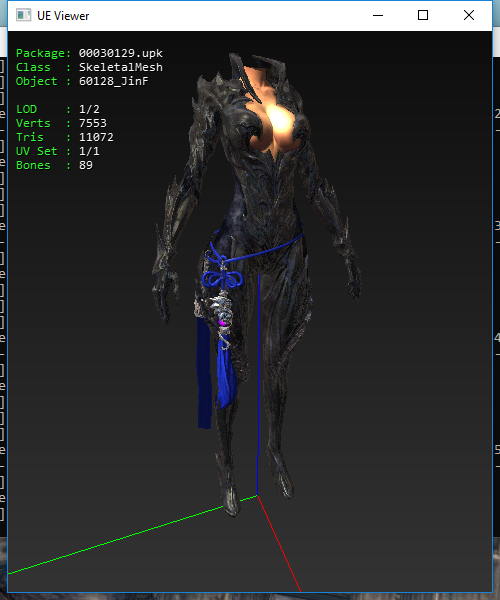 UE Viewer
Package: 00030129.upk
Class : SkeletalMesh
Object : 60128_JinF
LOD : 1/2
Verts : 7553
Tris : 11072
UV Set : 1/1
Bones : 89